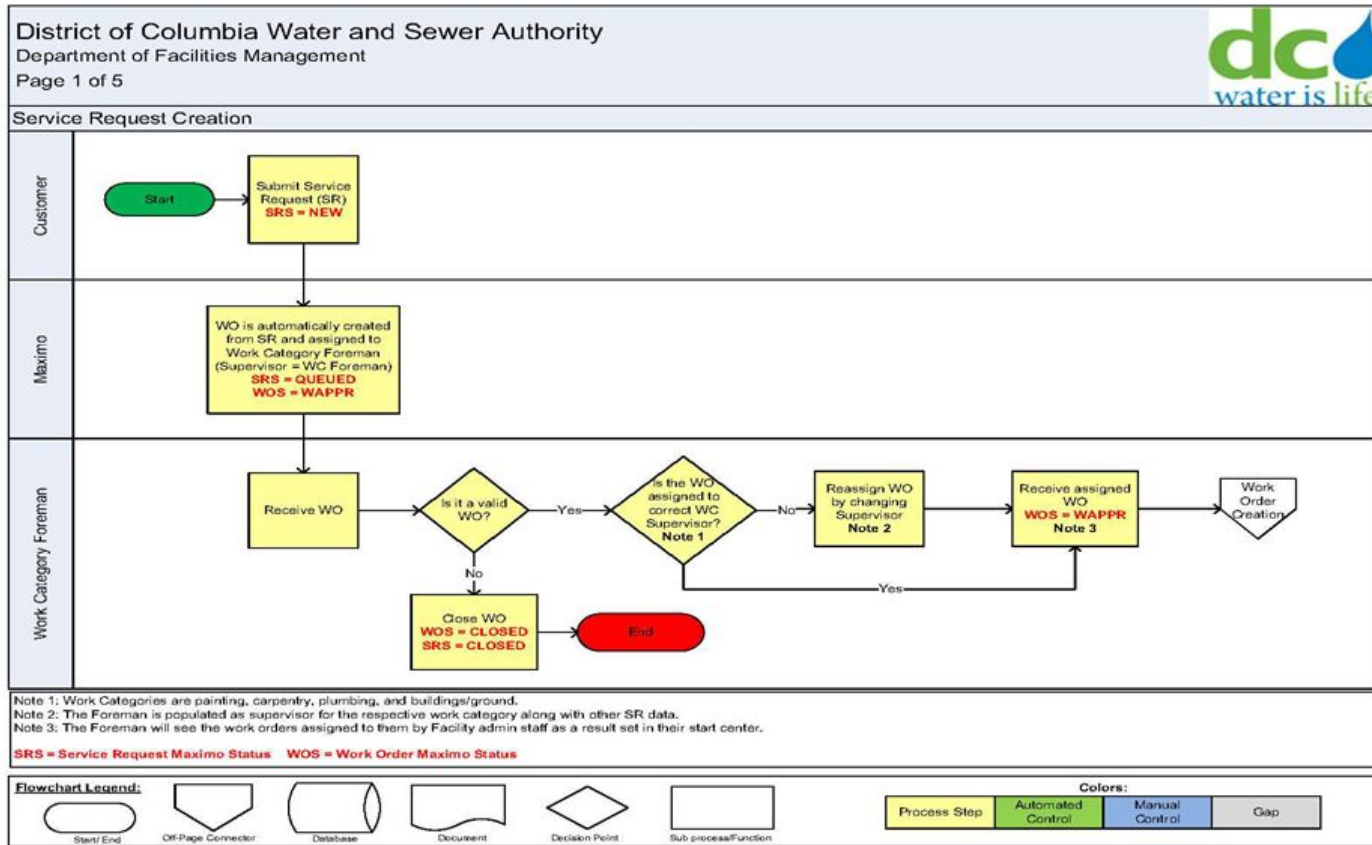 District of Columbia Water and Sewer Authority
Department of Facilities Management
Page 1 of 5
dc
water is life
Service Request Creation
Customer
Start
Submit Service
Request (SR)
SRS = NEW
Maximo
WO is automatically created
from SR and assigned to
Work Category Foreman
(Supervisor = WC Foreman)
SRS = QUEUED
WOS = WAPPR
Work Category Foreman
Receive WO
Is it a valid
WO?
Yes
Is the WO
assigned to
correct WC
Supervisor?
Note 1
No
Reassign WO
by changing
Supervisor
Note 2
Receive assigned
WO
WOS = WAPPR
Note 3
Work
Order
Creation
No
Yes
Close WO
WOS = CLOSED
SRS = CLOSED
End
Note 1: Work Categories are painting, carpentry, plumbing, and buildings/ground.
Note 2: The Foreman is populated as supervisor for the respective work category along with other SR data.
Note 3: The Foreman will see the work orders assigned to them by Facility admin staff as a result set in their start center.
SRS = Service Request Maximo Status WOS = Work Order Maximo Status
Flowchart Legend:
Start/ End
Off-Page Connector
Database
Document
Decision Point
Sub process/Function
Colors:
Process Step
Automated
Control
Manual
Control
Gap